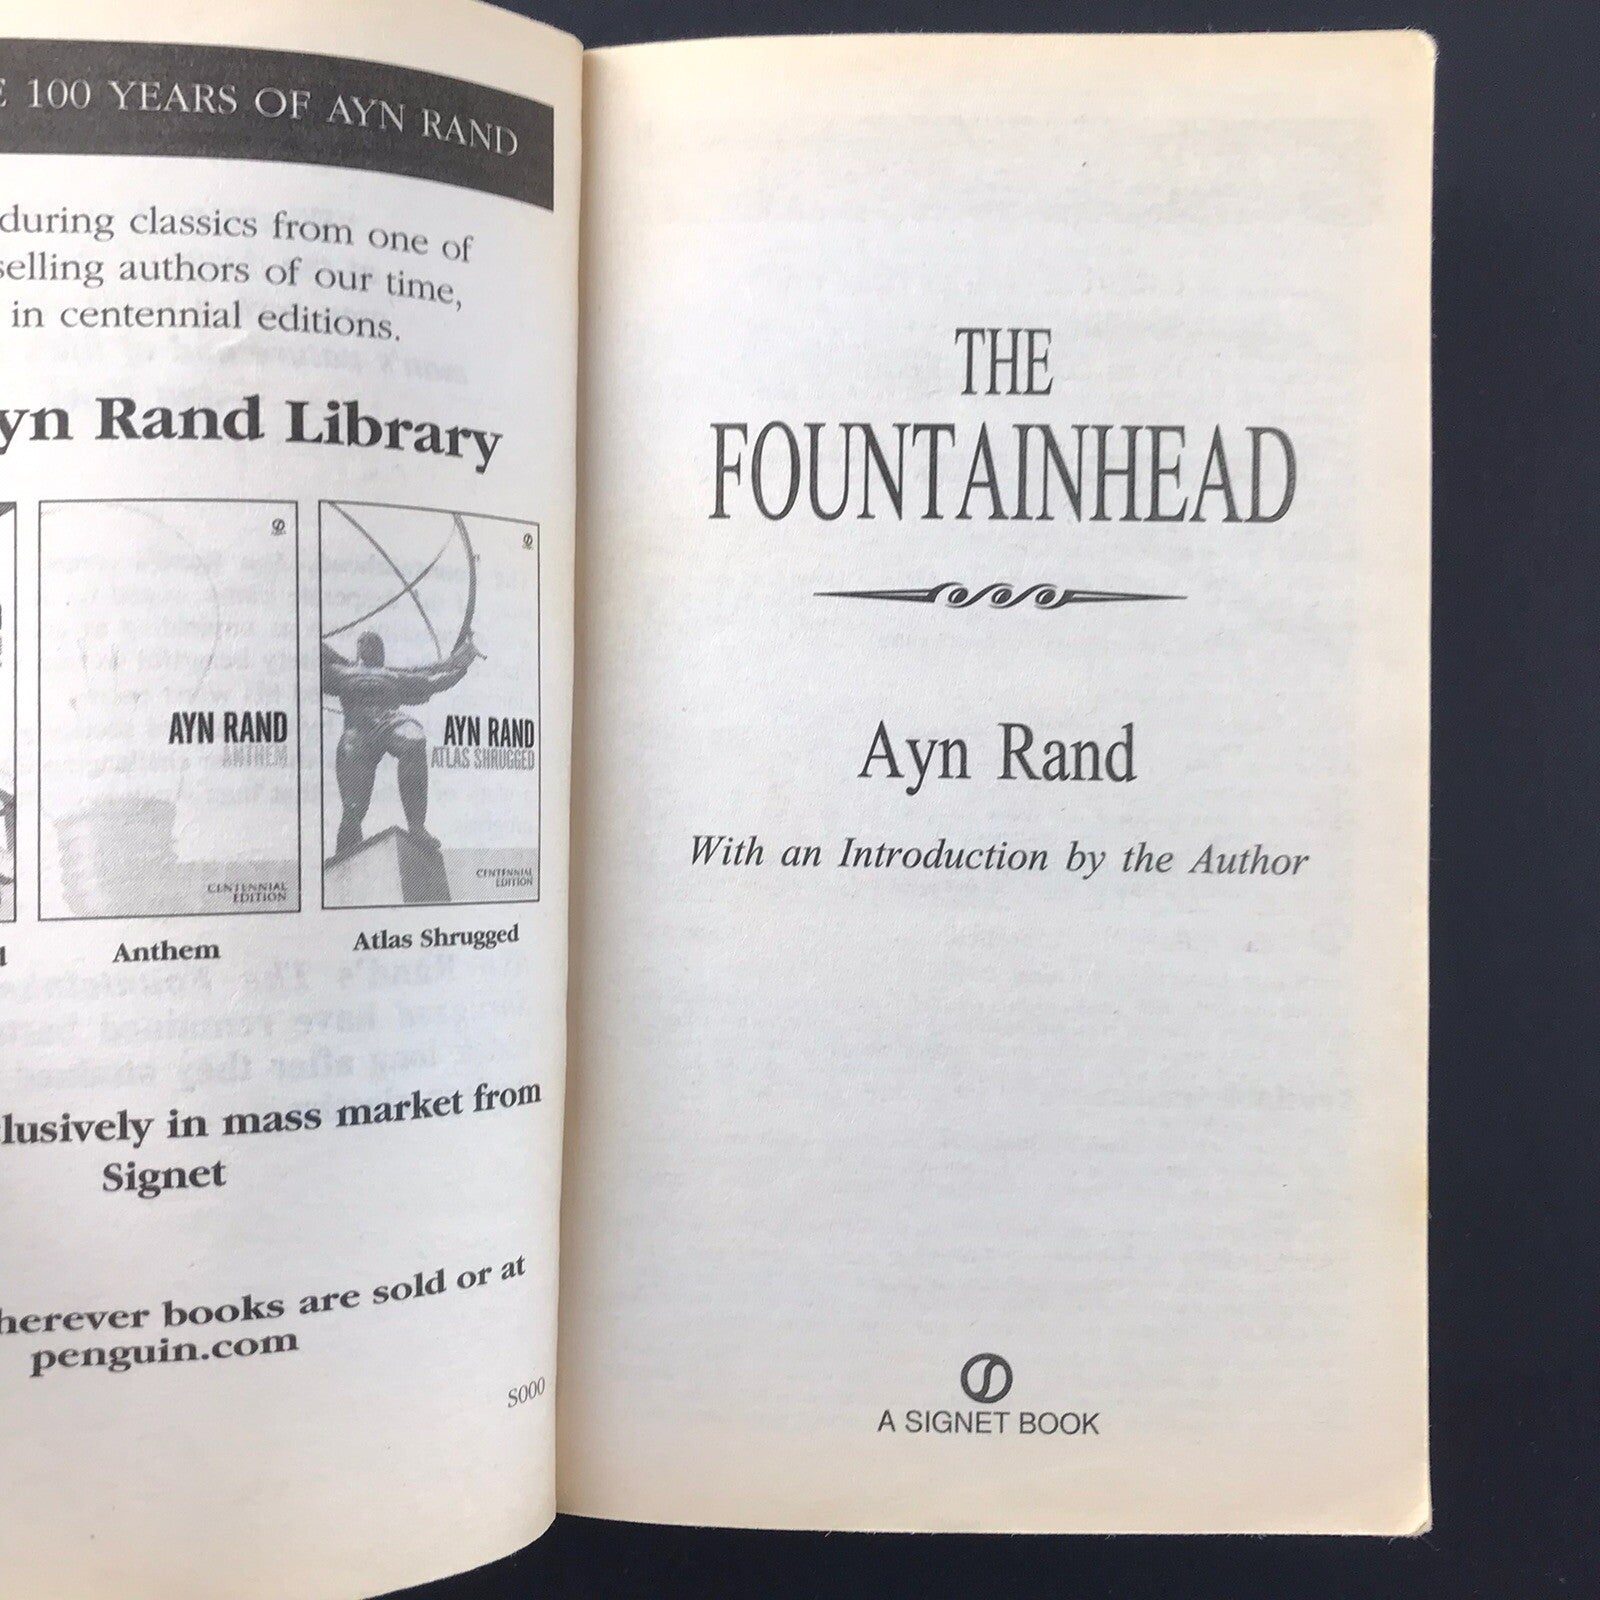 100 YEARS OF AYN RAND
during classics from one of
selling authors of our time,
in centennial editions.
yn Rand Library
AYN RAND
ANTHEM
CENTENNIAL
EDITION
AYN RAND
ATLAS SHRUGGED
CENTENNIAL
EDITION
Anthem
Atlas Shrugged
lusively in mass market from
Signet
herever books are sold or at
penguin.com
S000
THE
FOUNTAINHEAD
Ayn Rand
With an Introduction by the Author
A SIGNET BOOK